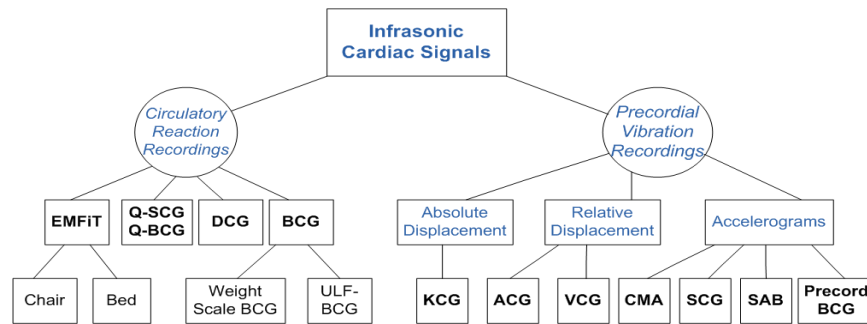 Infrasonic
Cardiac Signals
Circulatory
Reaction
Recordings
Precordial
Vibration
Recordings
EMFiT
Q-SCG
Q-BCG
DCG
BCG
Absolute
Displacement
Relative
Displacement
Accelerograms
Chair
Bed
Weight
Scale BCG
ULF-
BCG
KCG
ACG
VCG
CMA
SCG
SAB
Precord
BCG